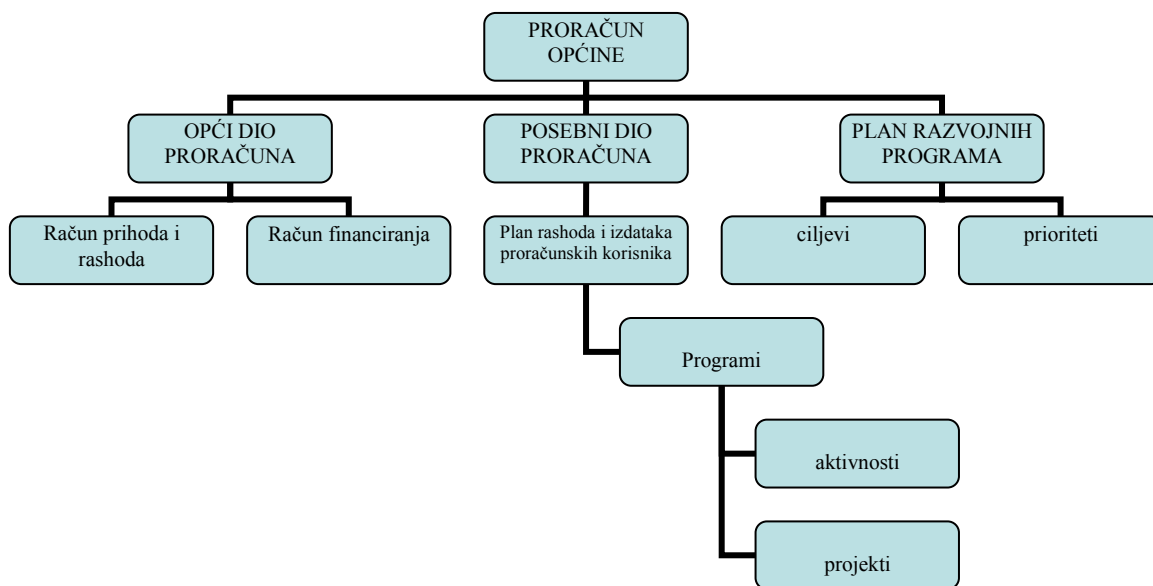 PRORAČUN
OPĆINE
OPĆI DIO
PRORAČUNA
POSEBNI DIO
PRORAČUNA
PLAN RAZVOJNIH
PROGRAMA
Račun prihoda i
rashoda
Račun financiranja
Plan rashoda i izdataka
proračunskih korisnika
ciljevi
prioriteti
Programi
aktivnosti
projekti